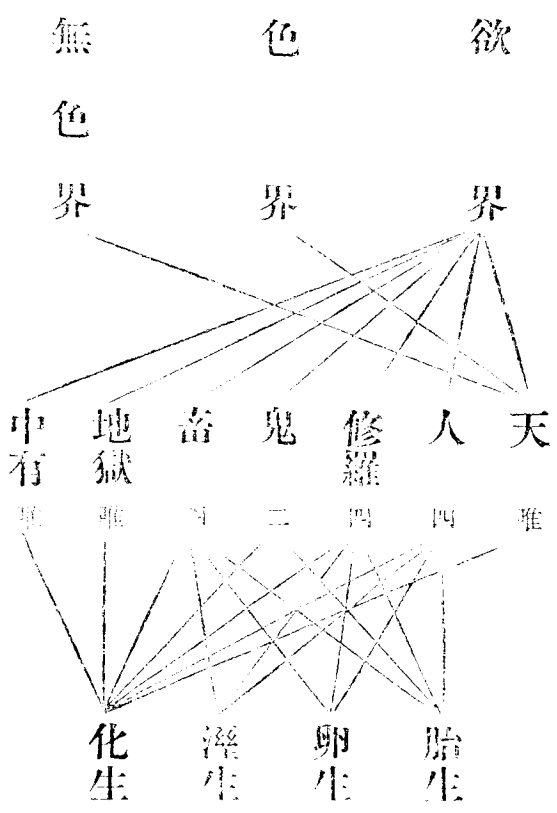 欲界
色界
無色界
天
人
修羅
鬼
畜
地獄
中有
唯
四
四
二
四
唯
唯
胎生
卵生
溼生
化生